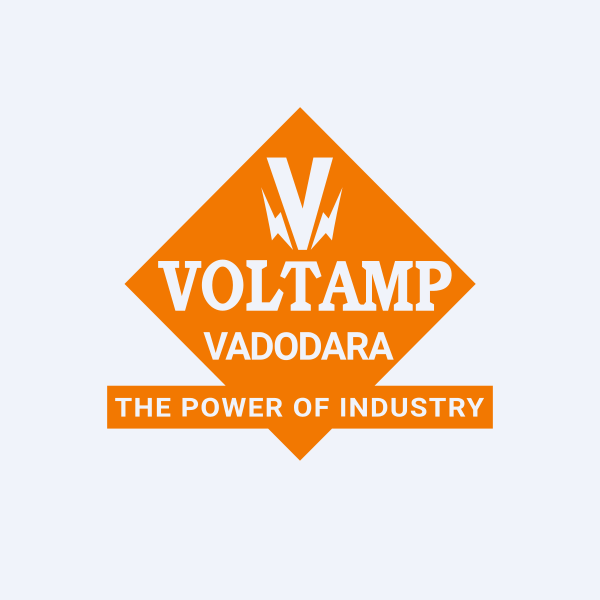 V
VOLTAMP
VADODARA
THE POWER OF INDUSTRY